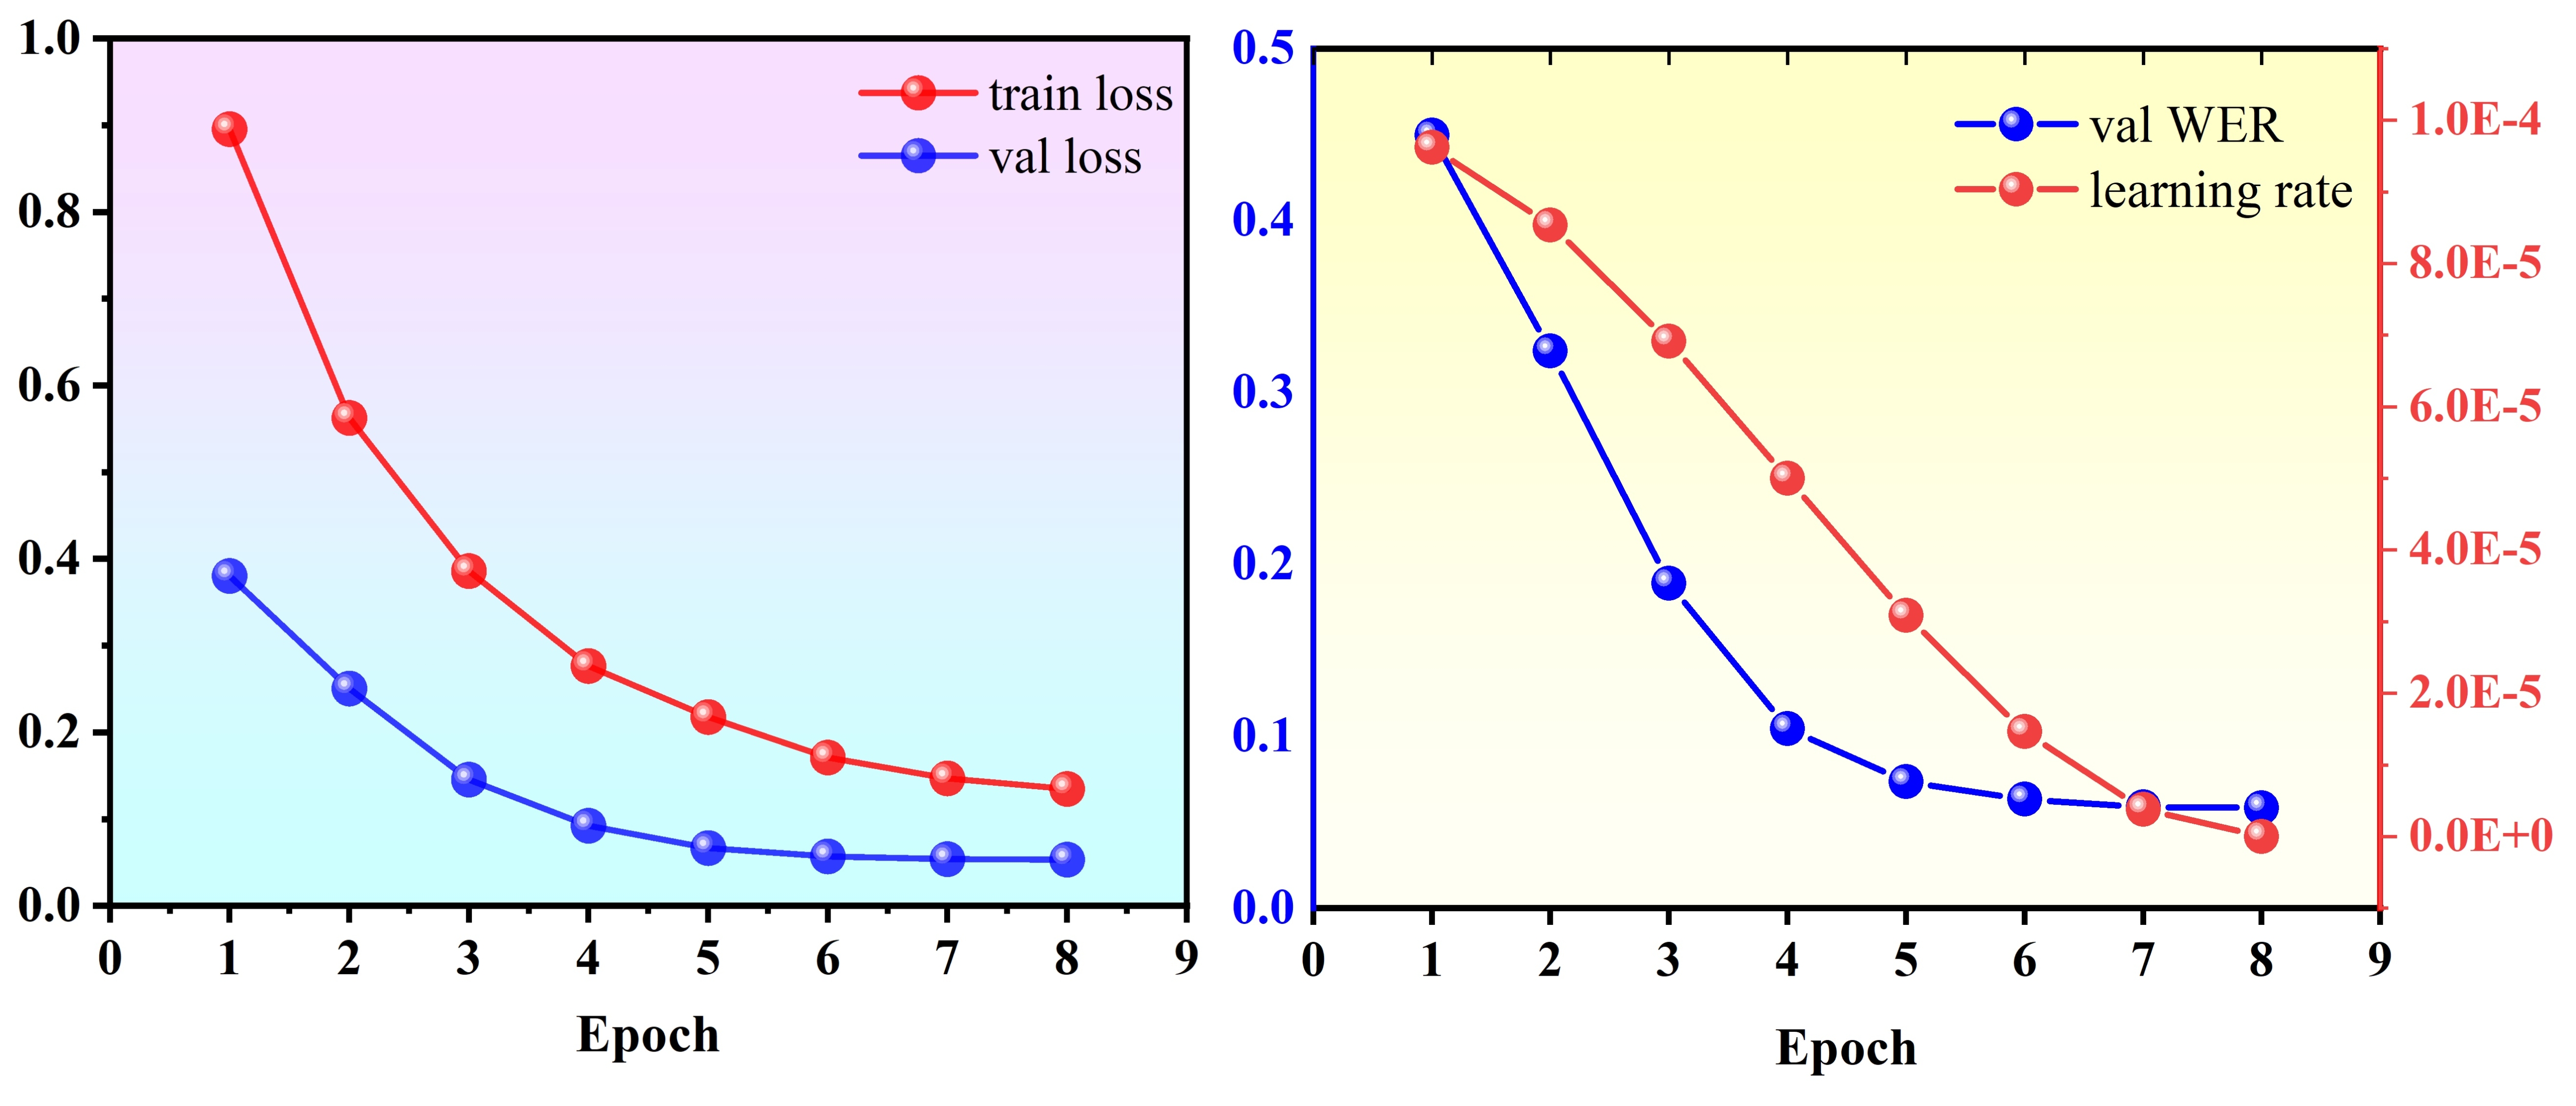 1.0
0.8
0.6
0.4
0.2
0.0
train loss
val loss
0 1 2 3 4 5 6 7 8 9
Epoch
0.5
0.4
0.3
0.2
0.1
0.0
val WER
learning rate
1.0E-4
8.0E-5
6.0E-5
4.0E-5
2.0E-5
0.0E+0
0 1 2 3 4 5 6 7 8 9
Epoch